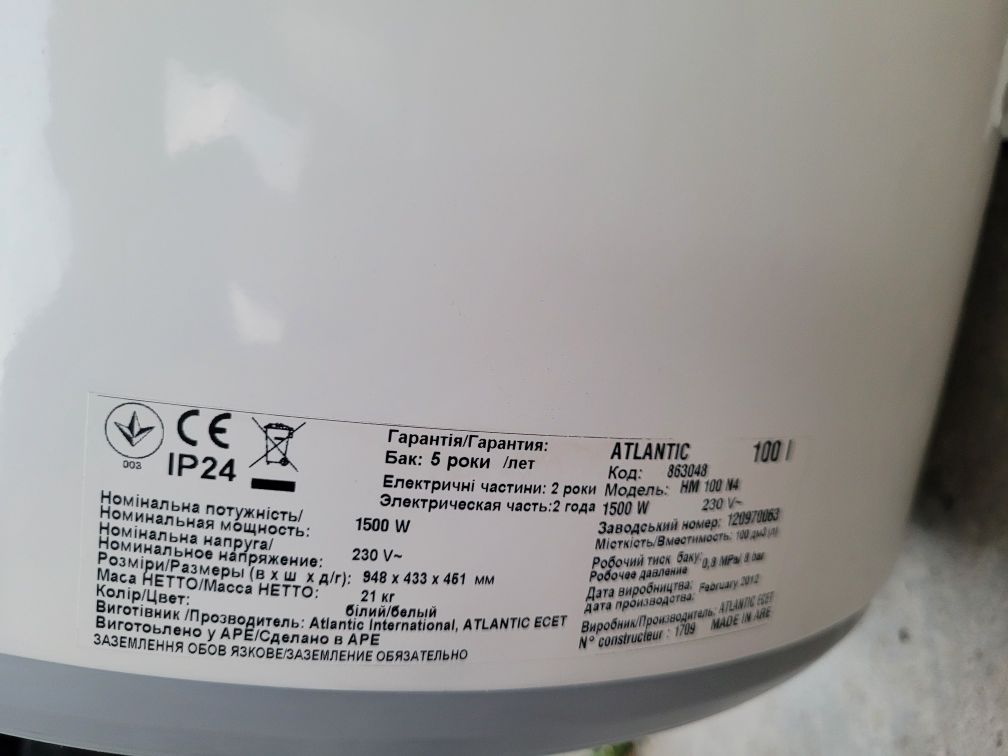 003
CE
IP24
Номінальна потужність/
Номинальная мощность: 1500 W
Номінальна напруга/
Номинальное напряжение: 230 V~
Розміри/Размеры (в х ш х д/г): 948 x 433 x 451 мм
Маса НЕТТО/Масса НЕТТО: 21 кг
Колір/Цвет: білий/белый
Виготівник /Прозводитель: Atlantic International, ATLANTIC ECET
Виготовьлено у АРЕ/Сделано в АРЕ
ЗАЗЕМЛЕННЯ ОБОВ ЯЗКОВЕ/ЗАЗЕМЛЕНИЕ ОБЯЗАТЕЛЬНО
Гарантія/Гарантия:
Бак: 5 роки /лет
Електричні частини: 2 роки
Электрическая часть:2 года
ATLANTIC 100 l
Код: 863048
Модель: HM 100 N4
1500 W 230 V~
Заводський номер: 120970063
Місткість/Вместимость: 100 дм3 (л)
Робочий тиск баку: 0,8 MPa/ 8 bar
Рабочее давление
Дата виробництва: February 2012
дата производства:
Виробник/Производитель: ATLANTIC ECET
N° constructeur : 1709 MADE IN ARE